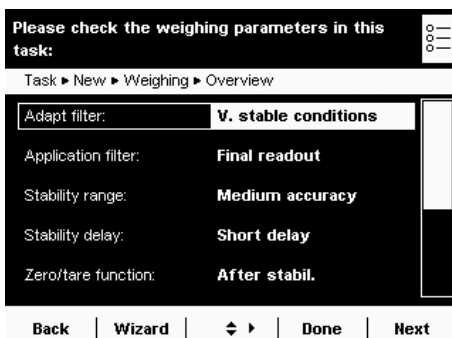 Please check the weighing parameters in this
task:
Task ▸ New ▸ Weighing ▸ Overview
Adapt filter: V. stable conditions
Application filter: Final readout
Stability range: Medium accuracy
Stability delay: Short delay
Zero/tare function: After stabil.
Back Wizard Done Next